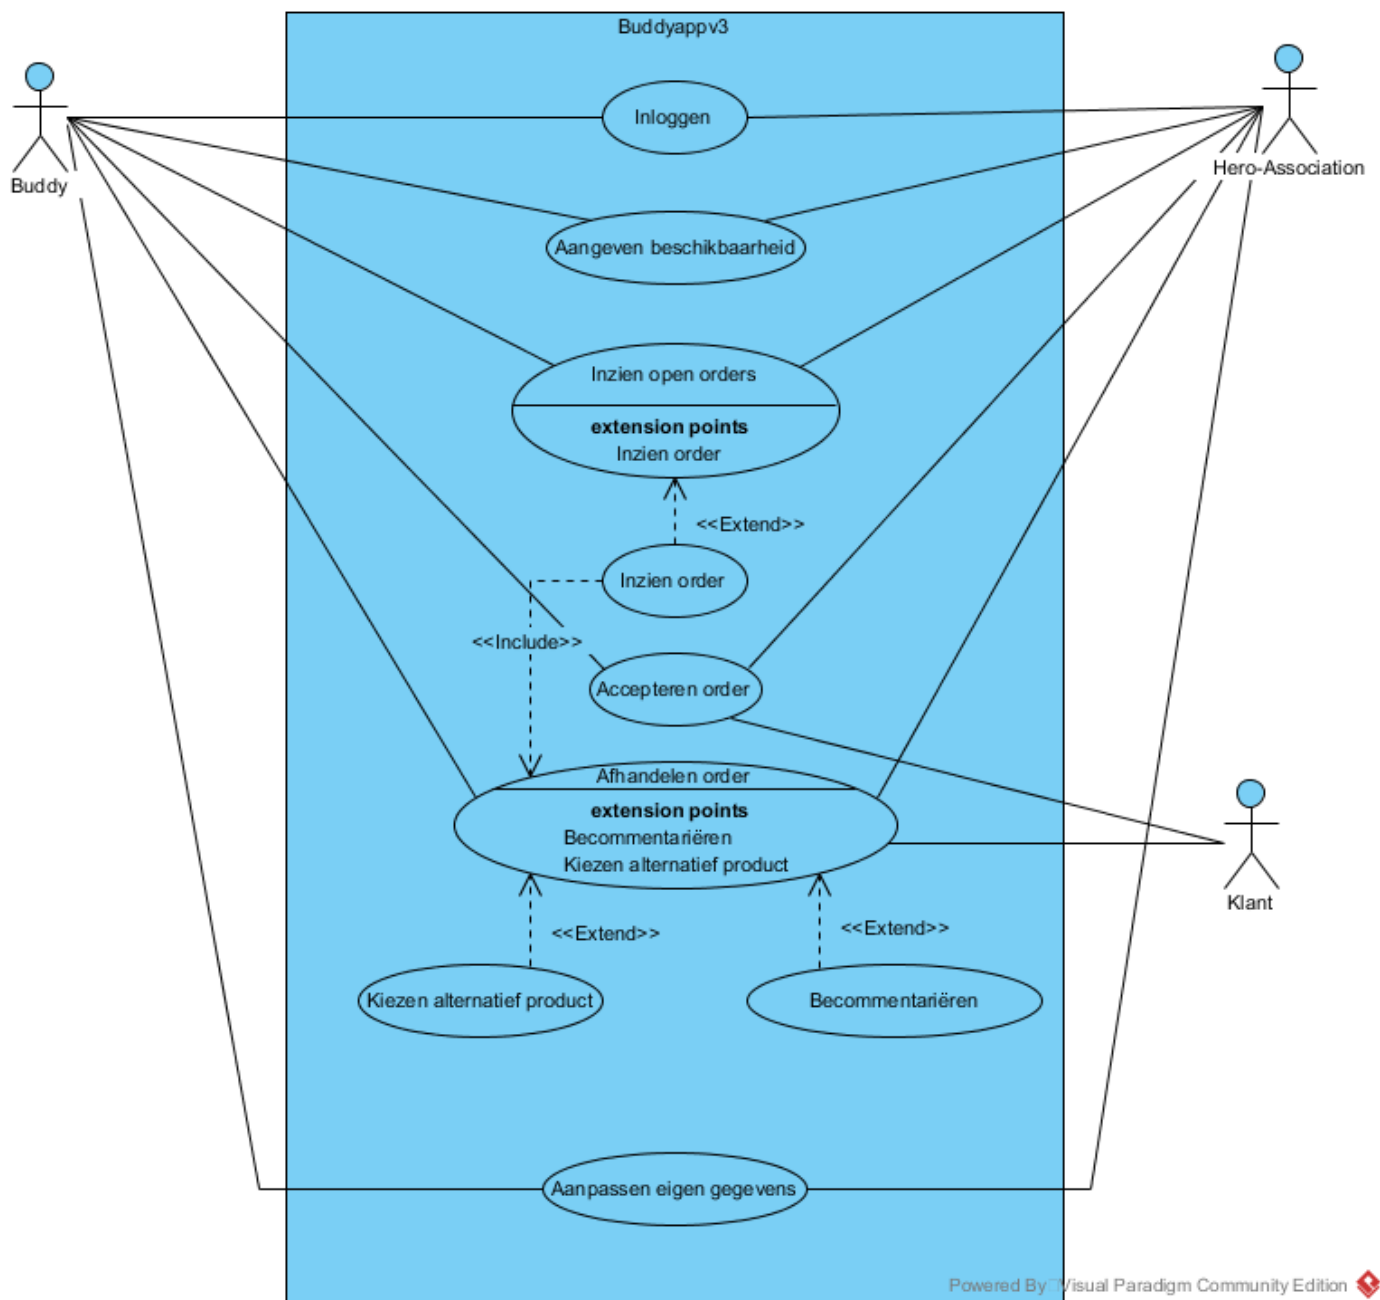 Buddyappv3
Buddy
Hero-Association
Inloggen
Aangeven beschikbaarheid
Inzien open orders
extension points
Inzien order
<<Extend>>
Inzien order
<<Include>>
Accepteren order
Afhandelen order
extension points
Becommentariëren
Kiezen alternatief product
Klant
<<Extend>>
<<Extend>>
Kiezen alternatief product
Becommentariëren
Aanpassen eigen gegevens
Powered By Visual Paradigm Community Edition